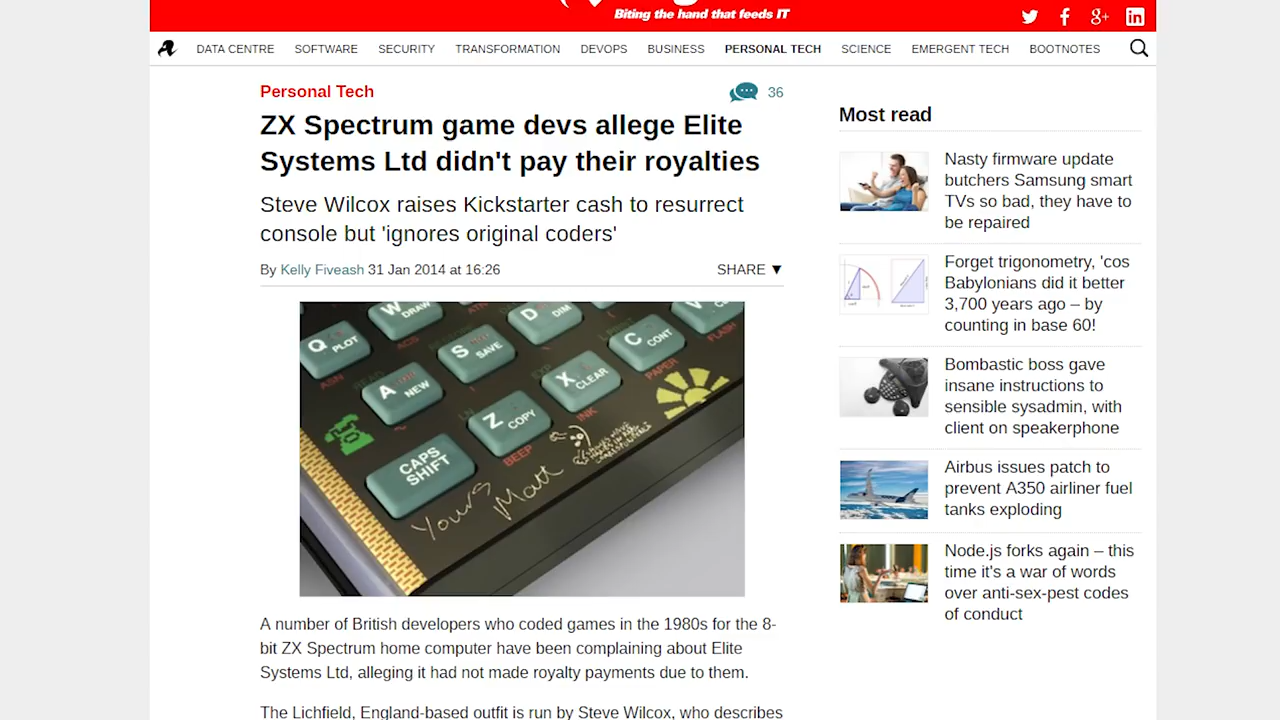 Biting the hand that feeds IT
DATA CENTRE SOFTWARE SECURITY TRANSFORMATION DEVOPS BUSINESS PERSONAL TECH SCIENCE EMERGENT TECH BOOTNOTES
Personal Tech
36
ZX Spectrum game devs allege Elite
Systems Ltd didn't pay their royalties
Steve Wilcox raises Kickstarter cash to resurrect
console but 'ignores original coders'
By Kelly Fiveash 31 Jan 2014 at 16:26
SHARE ▼
W DRAW
D DIM
Q PLOT
S SAVE
C CONT
FLASH
ASN
A NEW
X CLEAR
PAPER
Z COPY
INK
BEEP
CAPS
SHIFT
Yours Matt
A number of British developers who coded games in the 1980s for the 8-
bit ZX Spectrum home computer have been complaining about Elite
Systems Ltd, alleging it had not made royalty payments due to them.
The Lichfield, England-based outfit is run by Steve Wilcox, who describes
Most read
Nasty firmware update
butchers Samsung smart
TVs so bad, they have to
be repaired
Forget trigonometry, 'cos
Babylonians did it better
3,700 years ago – by
counting in base 60!
Bombastic boss gave
insane instructions to
sensible sysadmin, with
client on speakerphone
Airbus issues patch to
prevent A350 airliner fuel
tanks exploding
Node.js forks again – this
time it's a war of words
over anti-sex-pest codes
of conduct